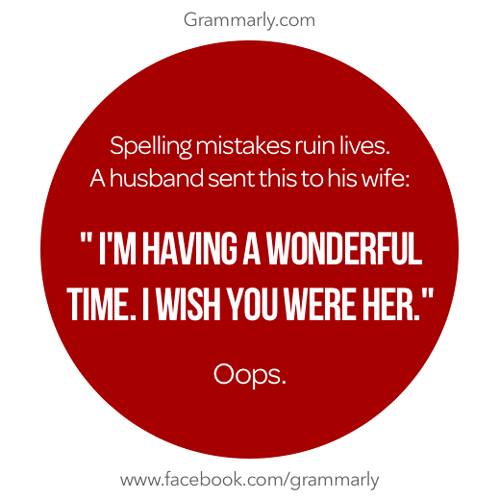 Grammarly.com
Spelling mistakes ruin lives.
A husband sent this to his wife:
" I'M HAVING A WONDERFUL
TIME. I WISH YOU WERE HER."
Oops.
www.facebook.com/grammarly